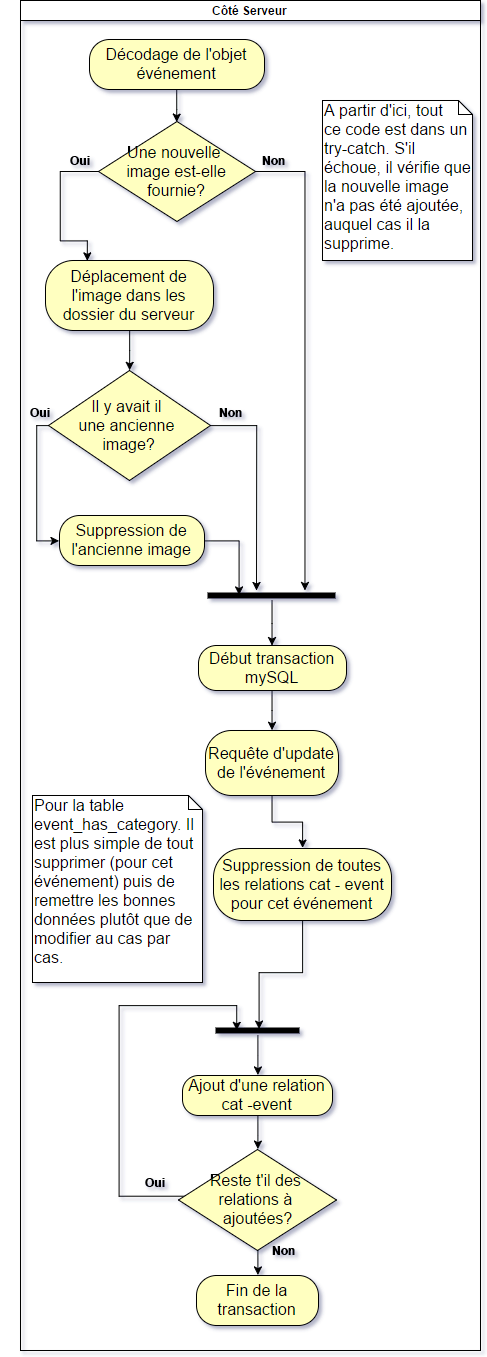 Côté Serveur
Décodage de l'objet
événement
A partir d'ici, tout
ce code est dans un
try-catch. S'il
échoue, il vérifie que
la nouvelle image
n'a pas été ajoutée,
auquel cas il la
supprime.
Oui
Une nouvelle
image est-elle
fournie?
Non
Déplacement de
l'image dans les
dossier du serveur
Oui
Il y avait il
une ancienne
image?
Non
Suppression de
l'ancienne image
Début transaction
mySQL
Requête d'update
de l'événement
Pour la table
event_has_category. Il
est plus simple de tout
supprimer (pour cet
événement) puis de
remettre les bonnes
données plutôt que de
modifier au cas par
cas.
Suppression de toutes
les relations cat - event
pour cet événement
Ajout d'une relation
cat -event
Oui
Reste t'il des
relations à
ajoutées?
Non
Fin de la
transaction